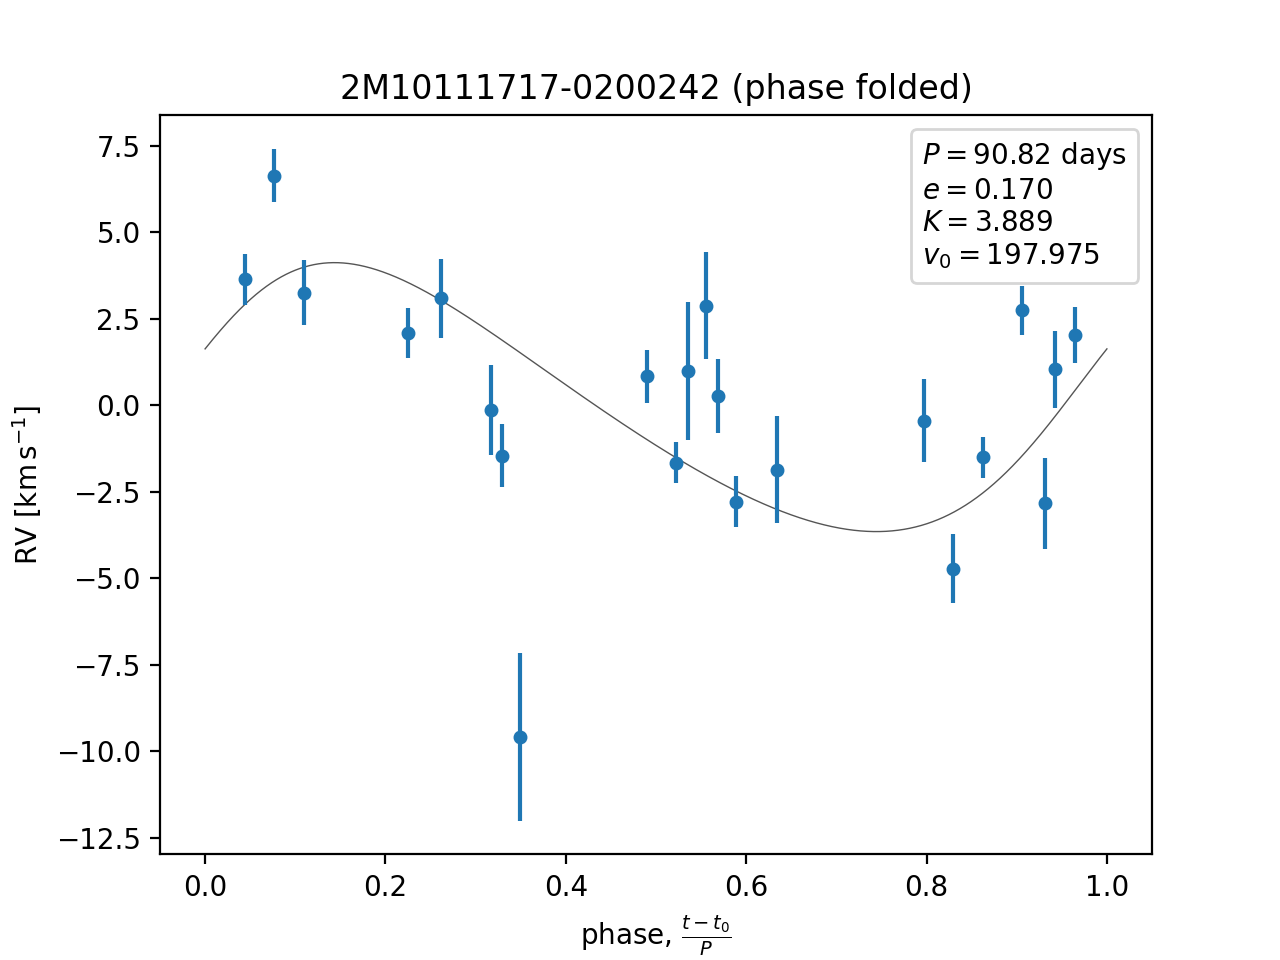 2M10111717-0200242 (phase folded)
P = 90.82 days
e = 0.170
K = 3.889
v₀ = 197.975
7.5
5.0
2.5
0.0
−2.5
−5.0
−7.5
−10.0
−12.5
RV [km s⁻¹]
0.0 0.2 0.4 0.6 0.8 1.0
phase, (t − t₀)/P